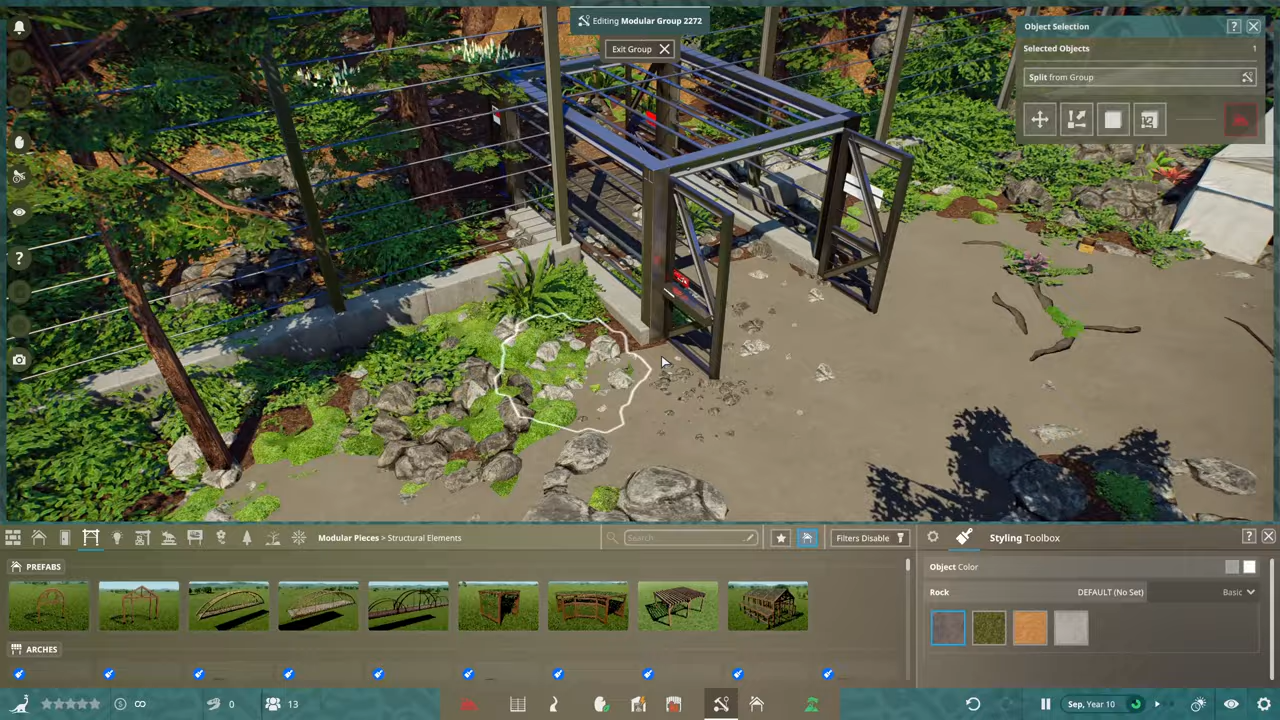 Editing Modular Group 2272
Exit Group
Object Selection
?
Selected Objects 1
Split from Group
?
Modular Pieces > Structural Elements
Search
Filters Disable
Styling Toolbox
?
PREFABS
Object Color
Rock DEFAULT (No Set) Basic
ARCHES
0
13
Sep, Year 10